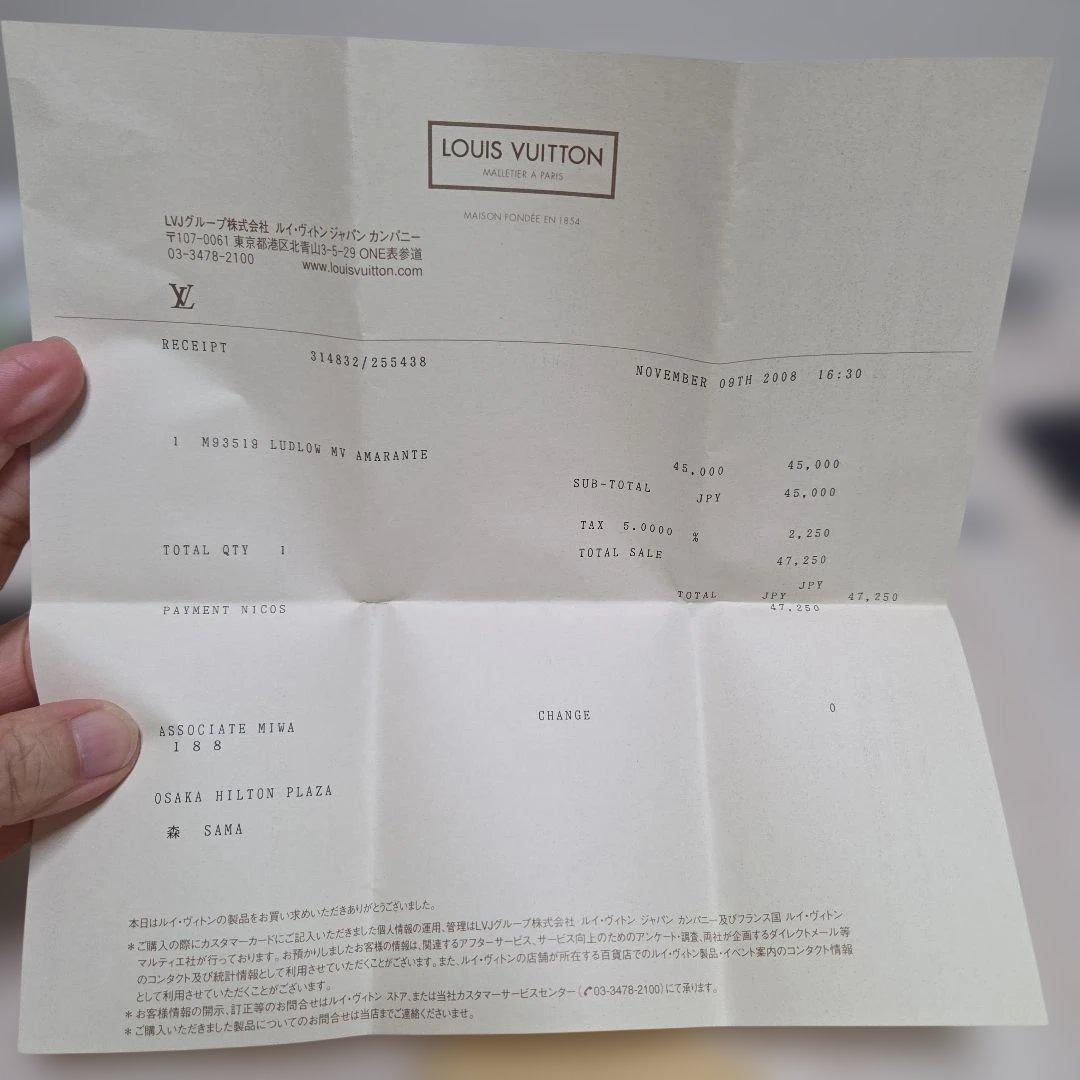 LOUIS VUITTON
MALLETIER A PARIS
MAISON FONDÉE EN 1854
LVJグループ株式会社 ルイ・ヴィトン ジャパン カンパニー
〒107-0061 東京都港区北青山3-5-29 ONE表参道
03-3478-2100 www.louisvuitton.com
LV
RECEIPT 314832/255438 NOVEMBER 09TH 2008 16:30
1 M93519 LUDLOW MV AMARANTE 45,000 45,000
SUB-TOTAL JPY 45,000
TAX 5.0000 % 2,250
TOTAL QTY 1 TOTAL SALE 47,250
JPY
TOTAL JPY 47,250
PAYMENT NICOS 47,250
CHANGE 0
ASSOCIATE MIWA
188
OSAKA HILTON PLAZA
森 SAMA
本日はルイ・ヴィトンの製品をお買い求めいただきありがとうございました。
*ご購入の際にカスタマーカードにご記入いただきました個人情報の運用、管理はLVJグループ株式会社 ルイ・ヴィトン ジャパン カンパニー及びフランス国 ルイ・ヴィトン
マルティエ社が行っております。お預かりしましたお客様の情報は、関連するアフターサービス、サービス向上のためのアンケート・調査、両社が企画するダイレクトメール等
のコンタクト及び統計情報として利用させていただくことがございます。また、ルイ・ヴィトンの店舗が所在する百貨店でのルイ・ヴィトン製品・イベント案内のコンタクト情報
として利用させていただくことがございます。
*お客様情報の開示、訂正等のお問合せはルイ・ヴィトン ストア、または当社カスタマーサービスセンター(✆03-3478-2100)にて承ります。
*ご購入いただきました製品についてのお問合せは当店までご連絡くださいませ。